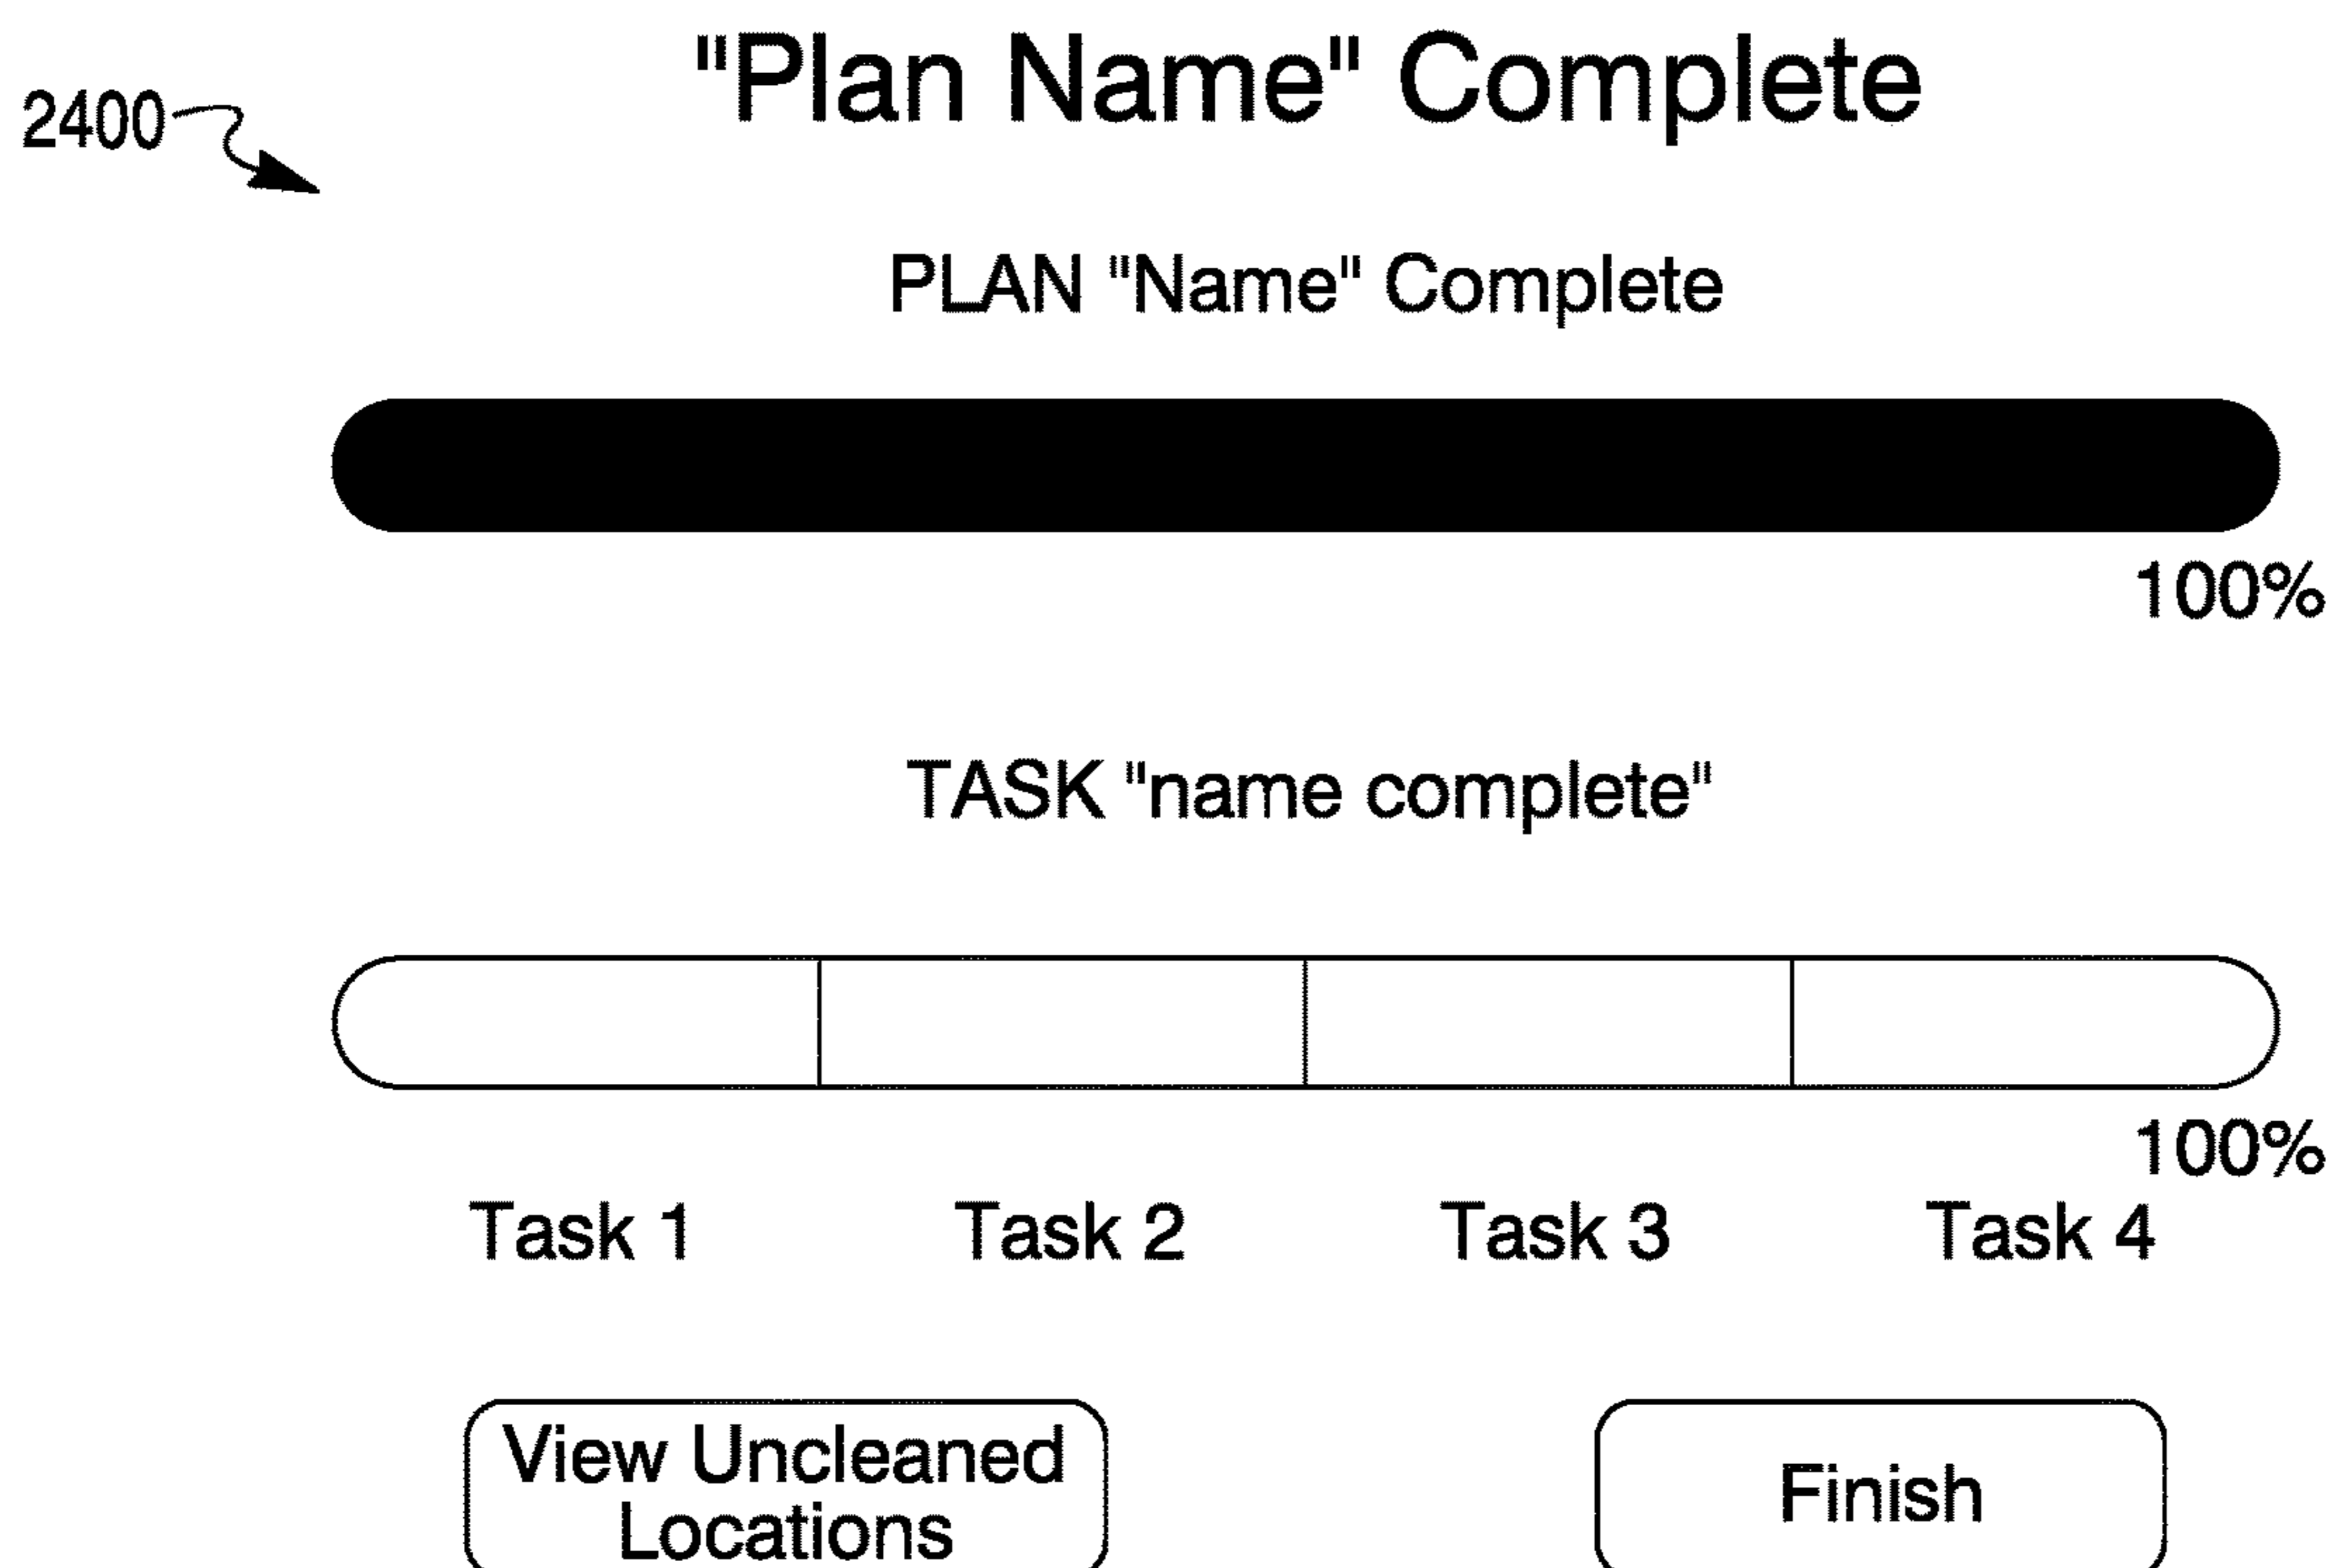 "Plan Name" Complete
2400
PLAN "Name" Complete
100%
TASK "name complete"
100%
Task 1 Task 2 Task 3 Task 4
View Uncleaned
Locations
Finish